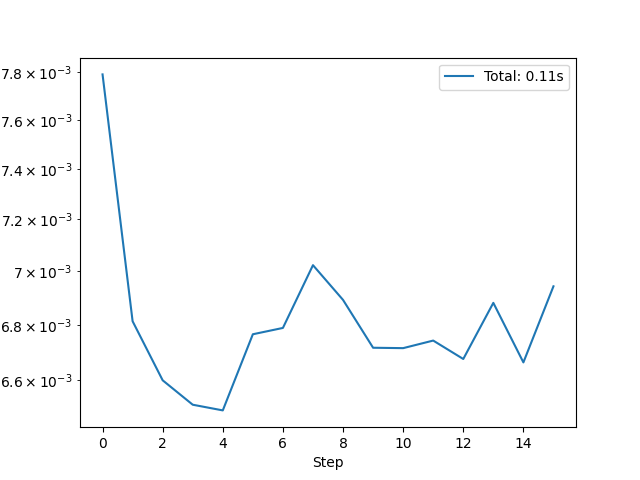 Total: 0.11s
7.8 × 10⁻³
7.6 × 10⁻³
7.4 × 10⁻³
7.2 × 10⁻³
7 × 10⁻³
6.8 × 10⁻³
6.6 × 10⁻³
0 2 4 6 8 10 12 14
Step